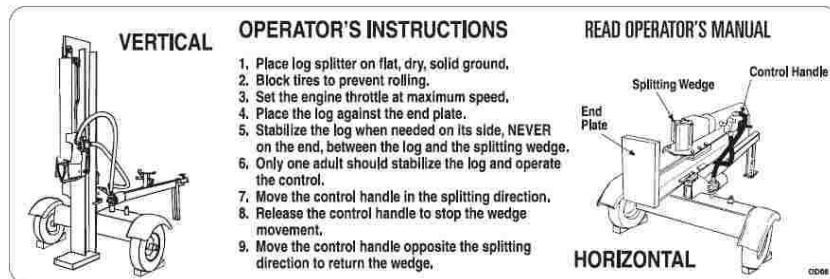 VERTICAL
OPERATOR'S INSTRUCTIONS
1. Place log splitter on flat, dry, solid ground.
2. Block tires to prevent rolling.
3. Set the engine throttle at maximum speed.
4. Place the log against the end plate.
5. Stabilize the log when needed on its side, NEVER
on the end, between the log and the splitting wedge.
6. Only one adult should stabilize the log and operate
the control.
7. Move the control handle in the splitting direction.
8. Release the control handle to stop the wedge
movement.
9. Move the control handle opposite the splitting
direction to return the wedge.
READ OPERATOR'S MANUAL
Control Handle
Splitting Wedge
End
Plate
HORIZONTAL